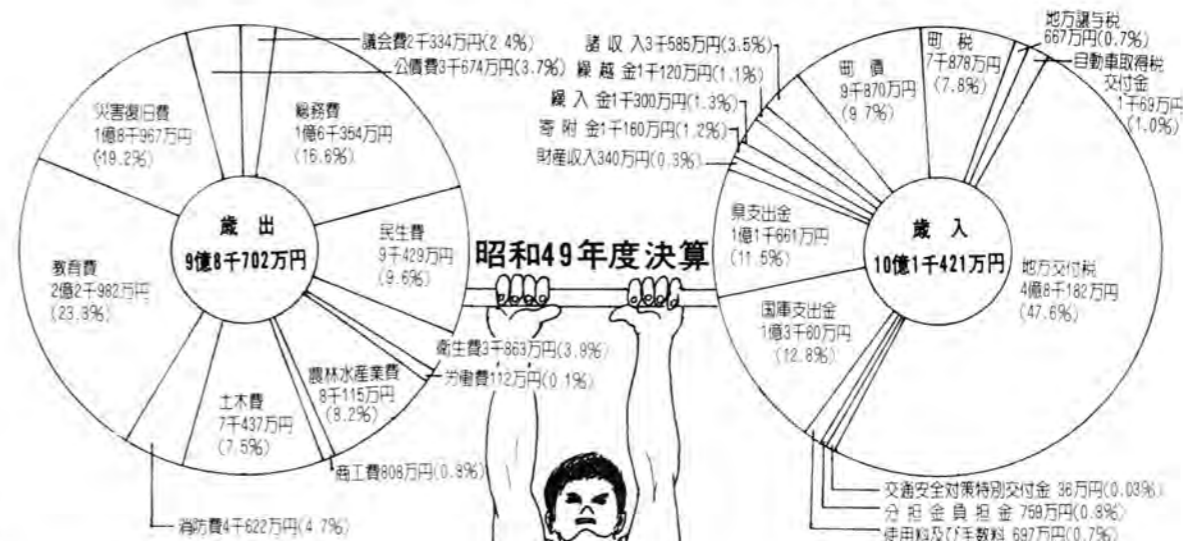 昭和49年度決算
歳出
9億8千702万円
議会費2千334万円(2.4%)
公債費3千674万円(3.7%)
総務費
1億6千354万円
(16.6%)
民生費
9千429万円
(9.6%)
衛生費3千863万円(3.9%)
労働費112万円(0.1%)
農林水産業費
8千115万円
(8.2%)
商工費808万円(0.8%)
土木費
7千437万円
(7.5%)
消防費4千622万円(4.7%)
教育費
2億2千982万円
(23.3%)
災害復旧費
1億8千967万円
(19.2%)
歳入
10億1千421万円
町税
7千878万円
(7.8%)
地方譲与税
667万円(0.7%)
自動車取得税
交付金
1千69万円
(1.0%)
地方交付税
4億8千182万円
(47.6%)
交通安全対策特別交付金 36万円(0.03%)
分担金負担金 759万円(0.8%)
使用料及び手数料 697万円(0.7%)
国庫支出金
1億3千60万円
(12.8%)
県支出金
1億1千661万円
(11.5%)
財産収入340万円(0.3%)
寄附金1千160万円(1.2%)
繰入金1千300万円(1.3%)
繰越金1千120万円(1.1%)
諸収入3千585万円(3.5%)
町債
9千870万円
(9.7%)